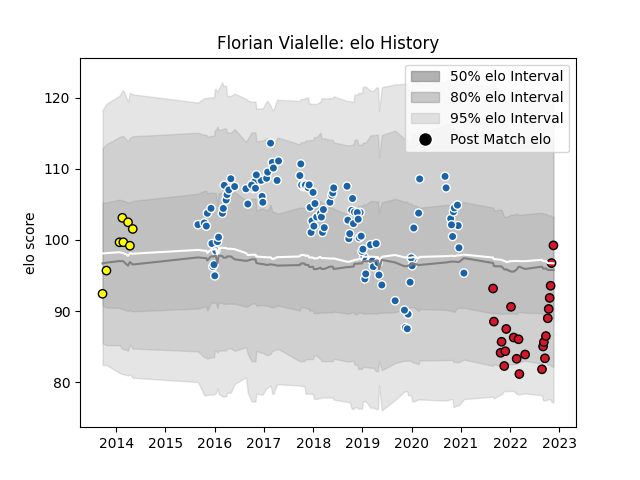 Florian Vialelle: elo History
50% elo Interval
80% elo Interval
95% elo Interval
Post Match elo
elo score
120
110
100
90
80
2014 2015 2016 2017 2018 2019 2020 2021 2022 2023